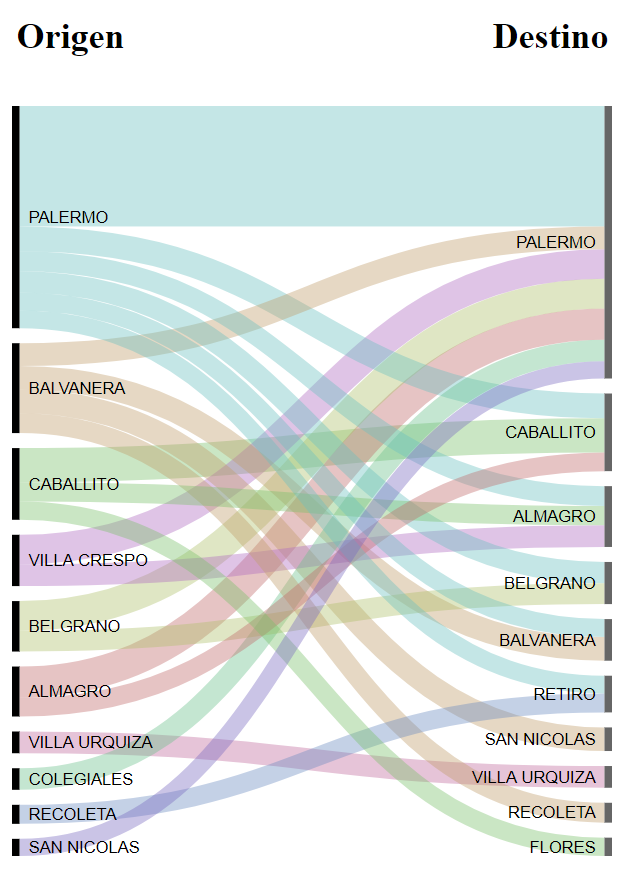 Origen
Destino
PALERMO
BALVANERA
CABALLITO
VILLA CRESPO
BELGRANO
ALMAGRO
VILLA URQUIZA
COLEGIALES
RECOLETA
SAN NICOLAS
PALERMO
CABALLITO
ALMAGRO
BELGRANO
BALVANERA
RETIRO
SAN NICOLAS
VILLA URQUIZA
RECOLETA
FLORES